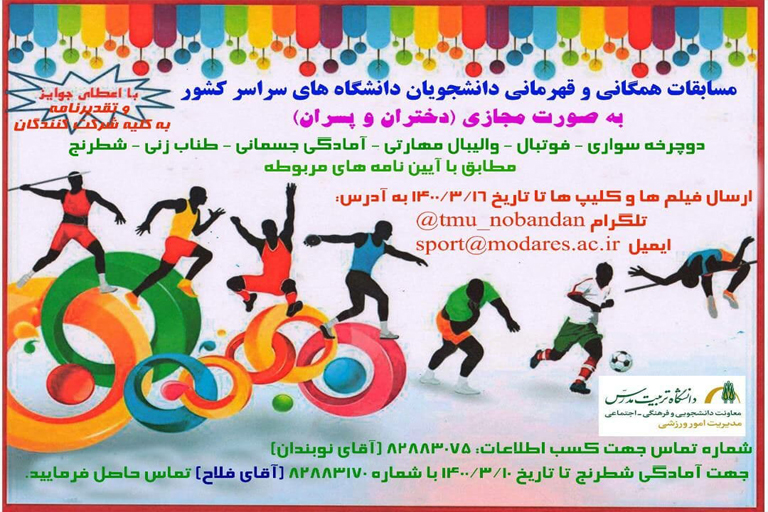 مسابقات همگانی و قهرمانی دانشجویان دانشگاه های سراسر کشور
به صورت مجازی (دختران و پسران)
با اعطای جوایز
و تقدیرنامه
به کلیه شرکت کنندگان
دوچرخه سواری - فوتبال - والیبال مهارتی - آمادگی جسمانی - طناب زنی - شطرنج
مطابق با آیین نامه های مربوطه
ارسال فیلم ها و کلیپ ها تا تاریخ ۱۴۰۰/۳/۱۶ به آدرس:
تلگرام @tmu_nobandan
ایمیل sport@modares.ac.ir
دانشگاه تربیت مدرس
معاونت دانشجویی و فرهنگی - اجتماعی
مدیریت امور ورزشی
شماره تماس جهت کسب اطلاعات: ۸۲۸۸۳۰۷۵ (آقای نوبندان)
جهت آمادگی شطرنج تا تاریخ ۱۴۰۰/۳/۱۰ با شماره ۸۲۸۸۳۱۷۰ (آقای فلاح) تماس حاصل فرمایید.